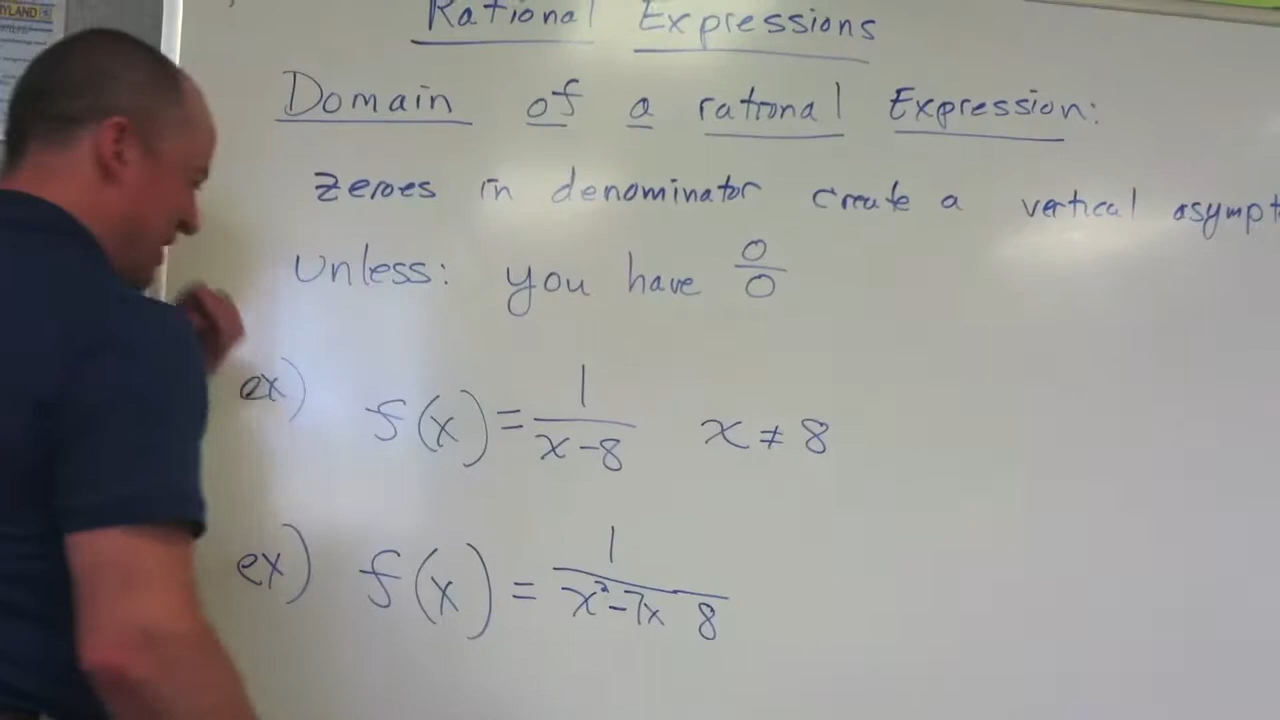 RYLAND
Rational Expressions
Domain of a rational Expression:
zeroes in denominator create a vertical asympt
Unless: you have 0/0
ex) f(x) = 1/(x-8) x ≠ 8
ex) f(x) = 1/(x²-7x 8)